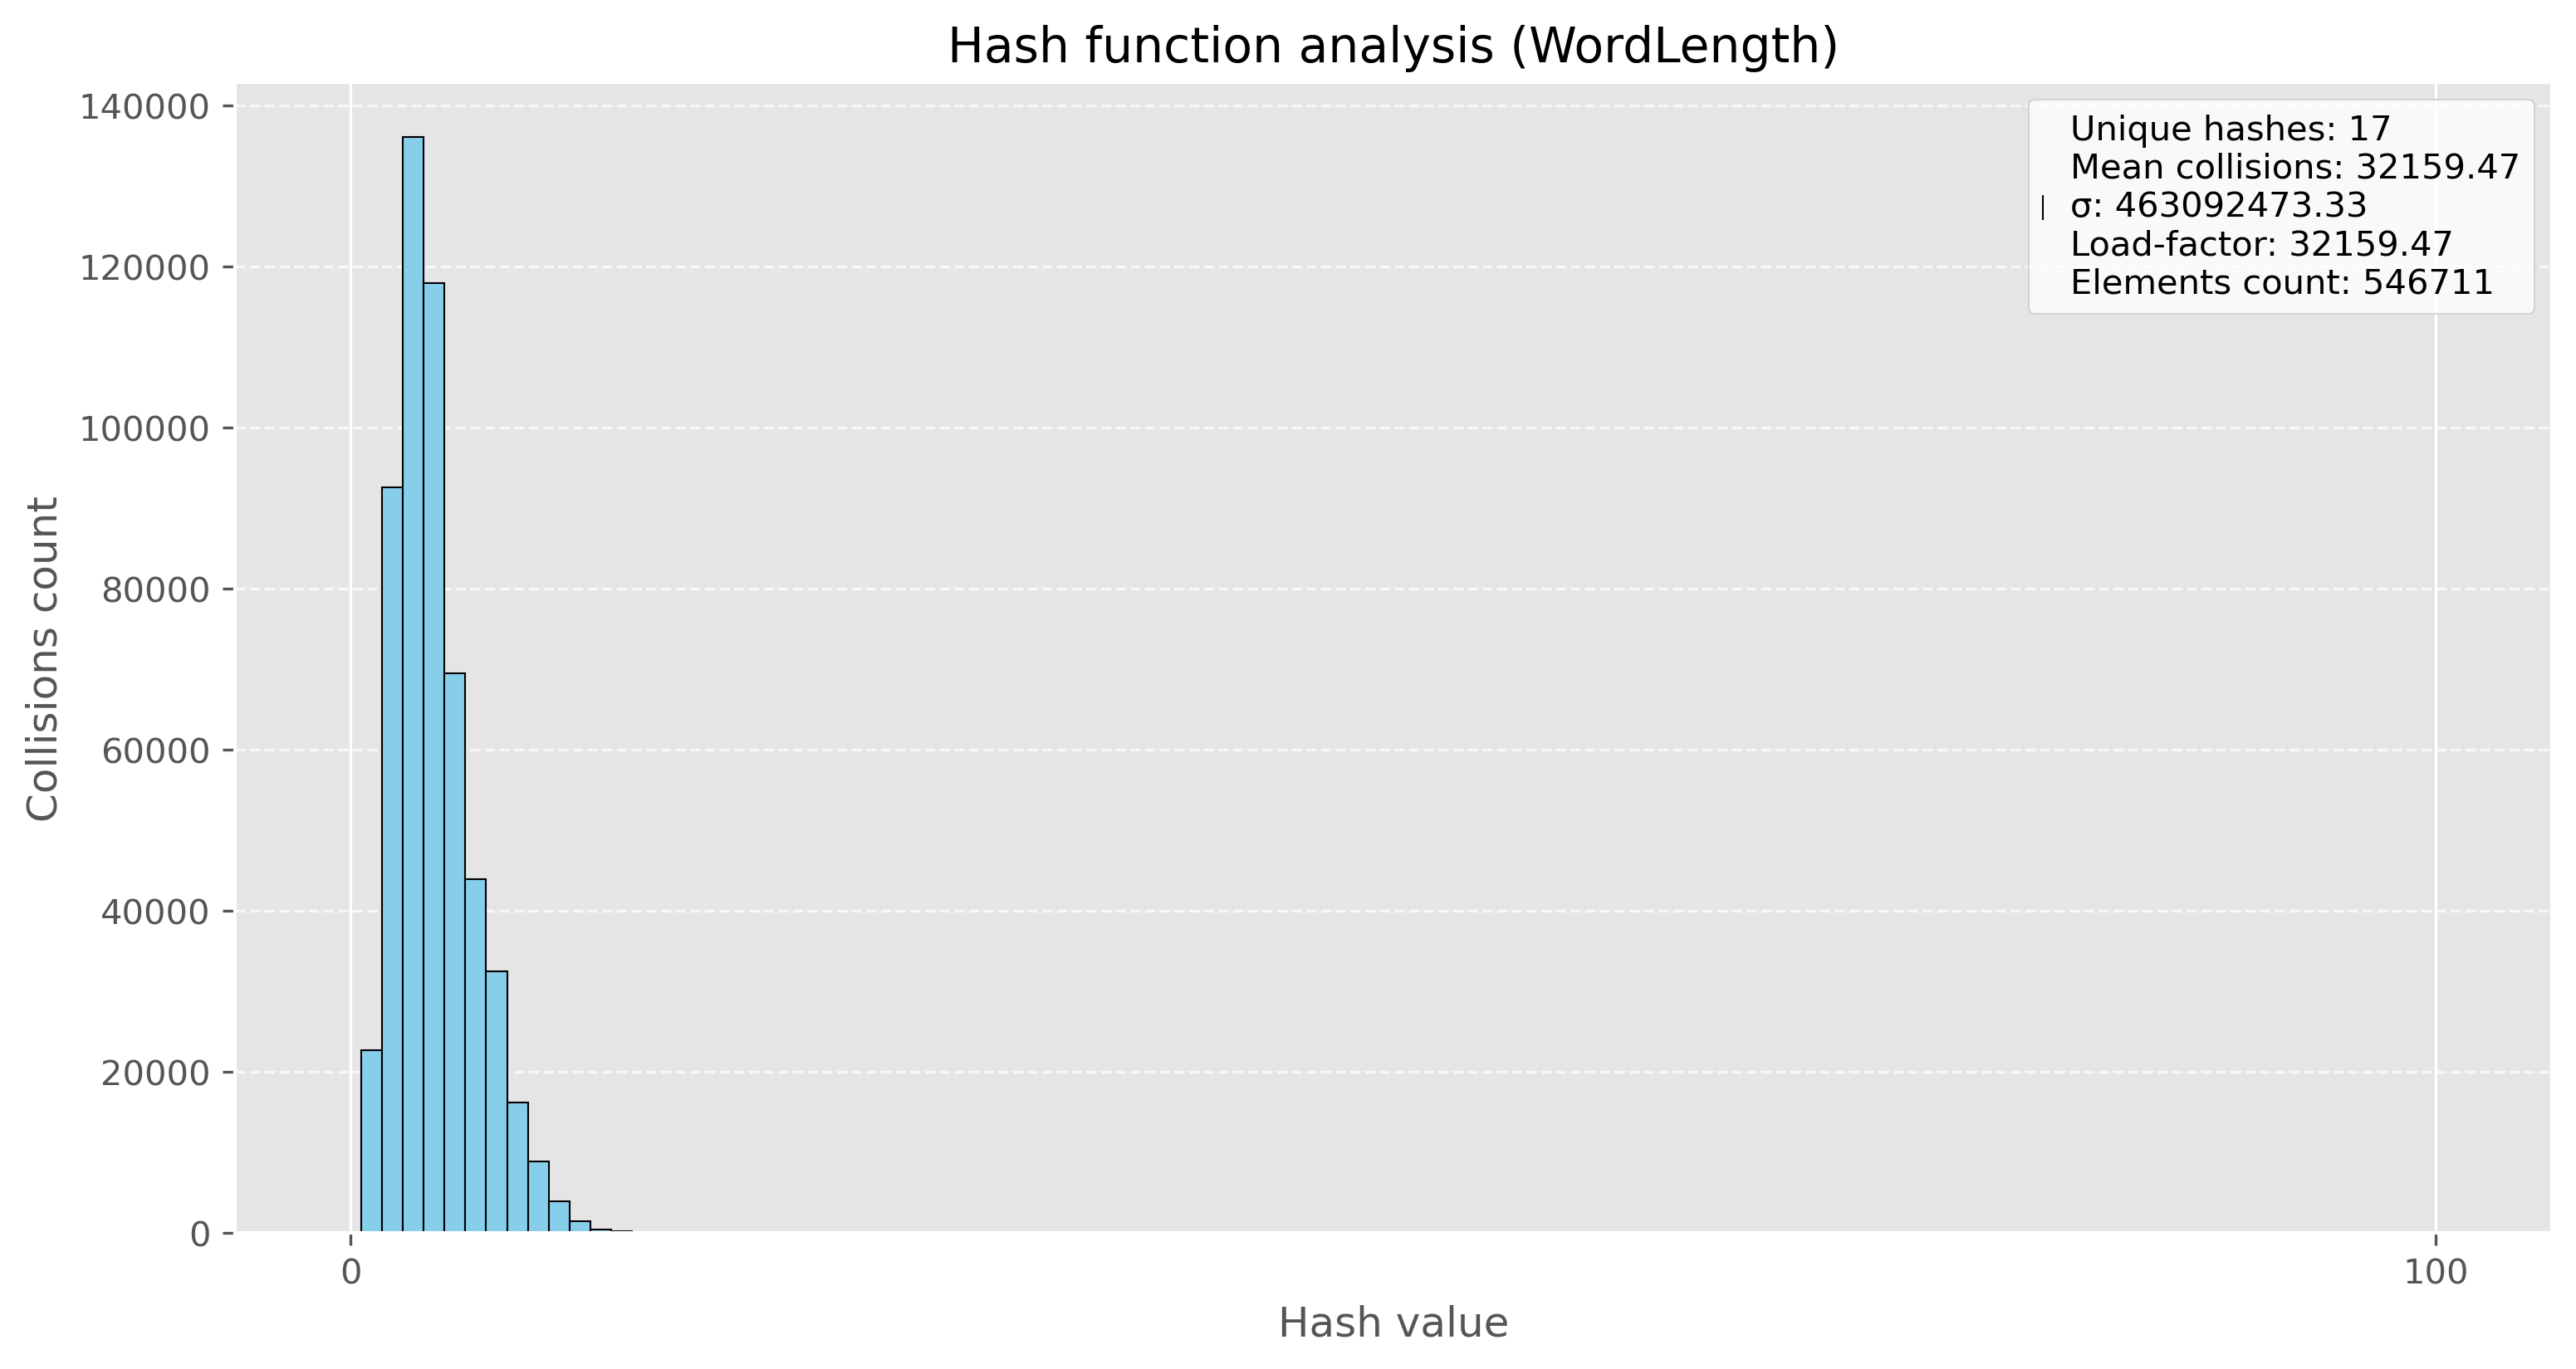 Hash function analysis (WordLength)
Unique hashes: 17
Mean collisions: 32159.47
σ: 463092473.33
Load-factor: 32159.47
Elements count: 546711
Collisions count
140000
120000
100000
80000
60000
40000
20000
0
0
100
Hash value